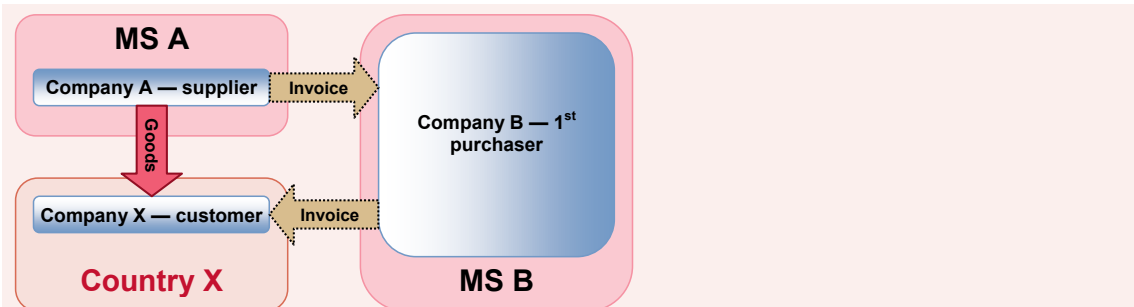 MS A
Company A — supplier
Invoice
Company B — 1st
purchaser
Goods
Company X — customer
Invoice
Country X
MS B